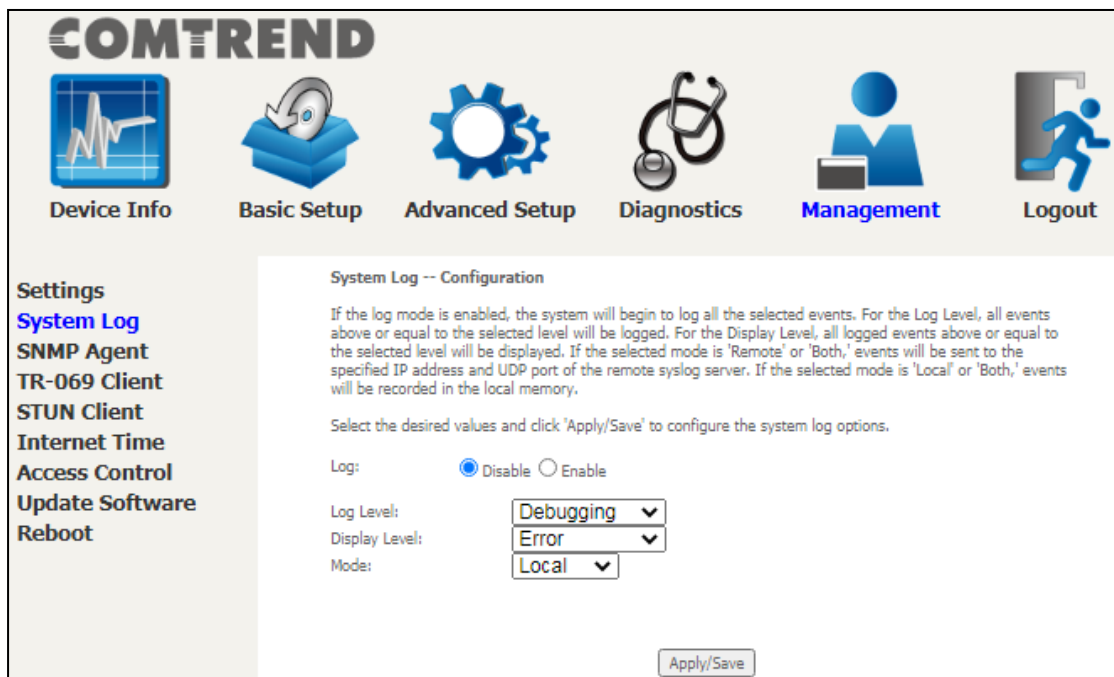 COMTREND
Device Info
Basic Setup
Advanced Setup
Diagnostics
Management
Logout
Settings
System Log
SNMP Agent
TR-069 Client
STUN Client
Internet Time
Access Control
Update Software
Reboot
System Log -- Configuration
If the log mode is enabled, the system will begin to log all the selected events. For the Log Level, all events
above or equal to the selected level will be logged. For the Display Level, all logged events above or equal to
the selected level will be displayed. If the selected mode is 'Remote' or 'Both,' events will be sent to the
specified IP address and UDP port of the remote syslog server. If the selected mode is 'Local' or 'Both,' events
will be recorded in the local memory.
Select the desired values and click 'Apply/Save' to configure the system log options.
Log: Disable Enable
Log Level: Debugging
Display Level: Error
Mode: Local
Apply/Save